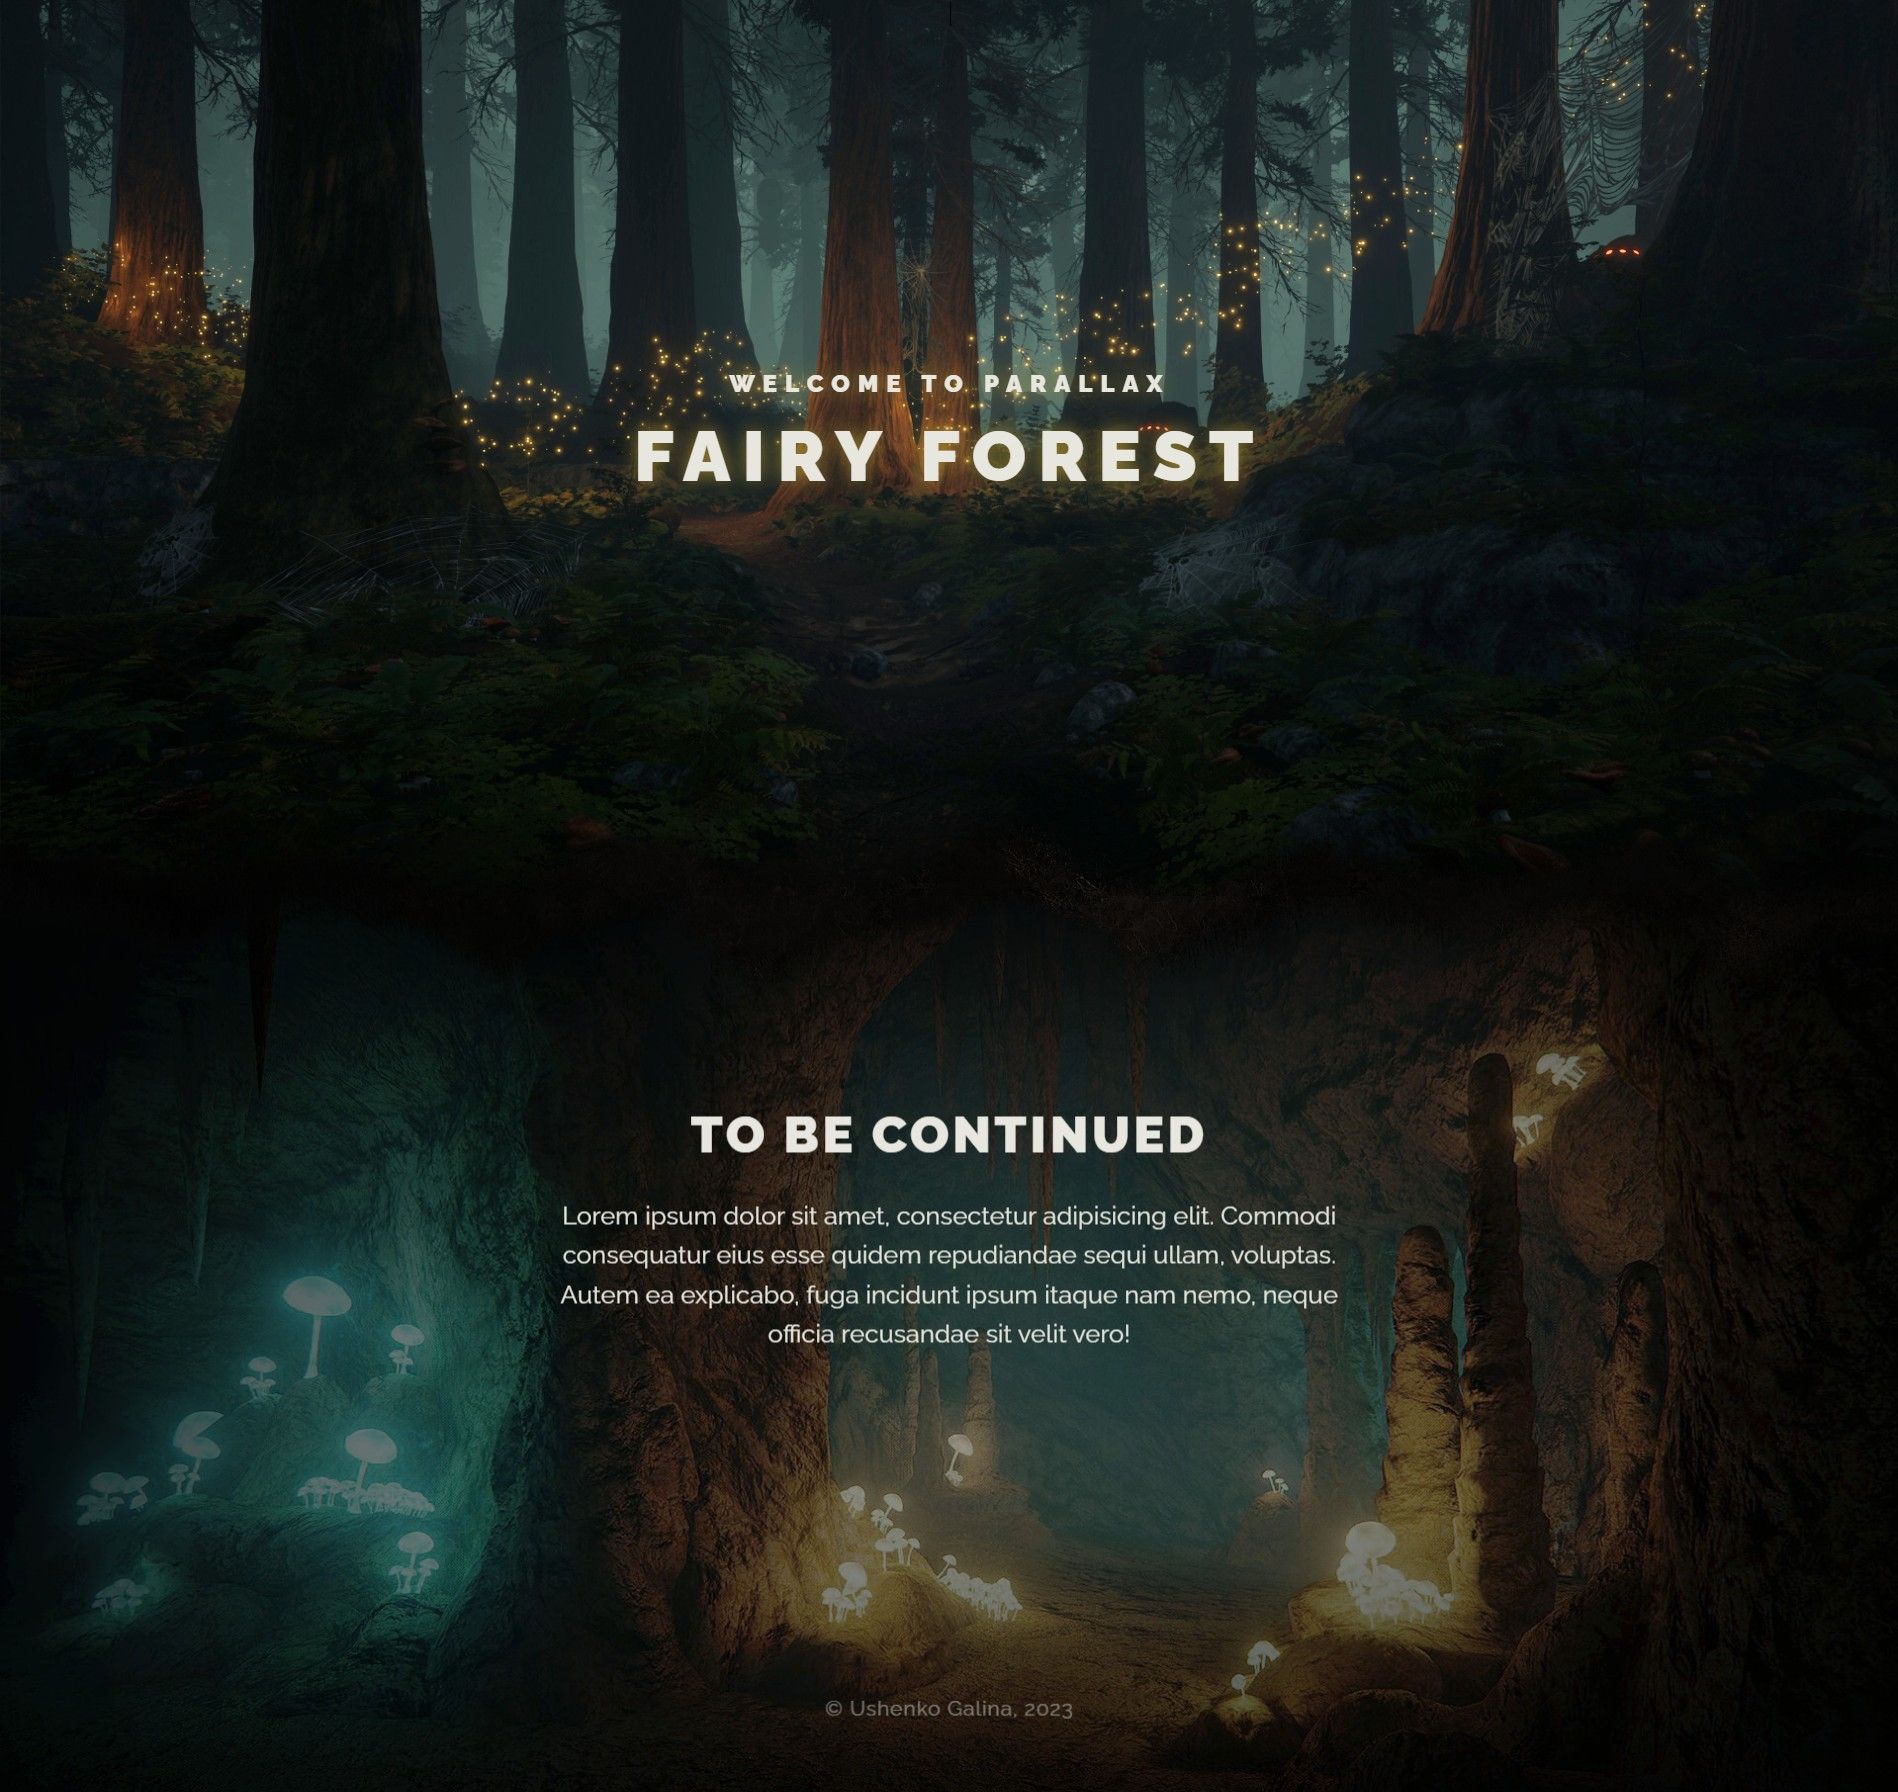 WELCOME TO PARALLAX
FAIRY FOREST
TO BE CONTINUED
Lorem ipsum dolor sit amet, consectetur adipisicing elit. Commodi
consequatur eius esse quidem repudiandae sequi ullam, voluptas.
Autem ea explicabo, fuga incidunt ipsum itaque nam nemo, neque
officia recusandae sit velit vero!
© Ushenko Galina, 2023